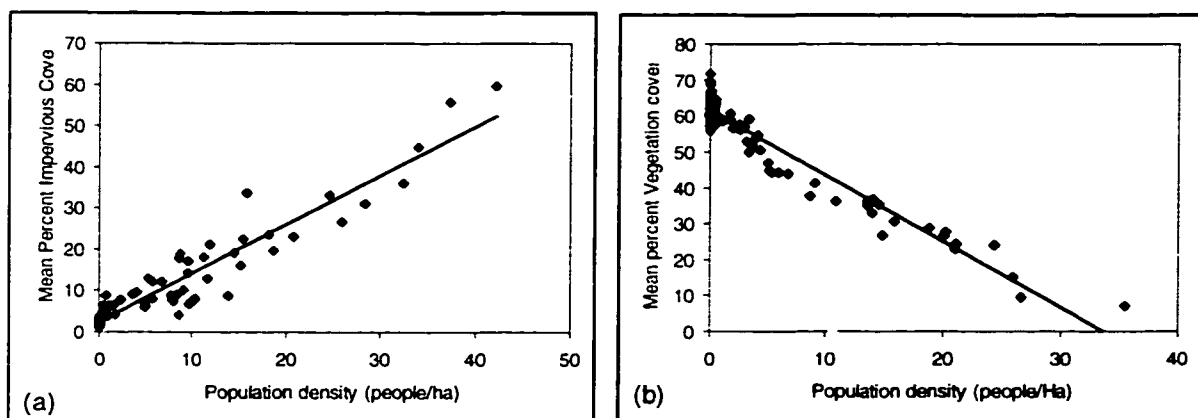 Mean Percent Impervious Cove
70
60
50
40
30
20
10
0
0 10 20 30 40 50
Population density (people/ha)
(a)
Mean percent Vegetation cover
80
70
60
50
40
30
20
10
0
0 10 20 30 40
Population density (people/Ha)
(b)